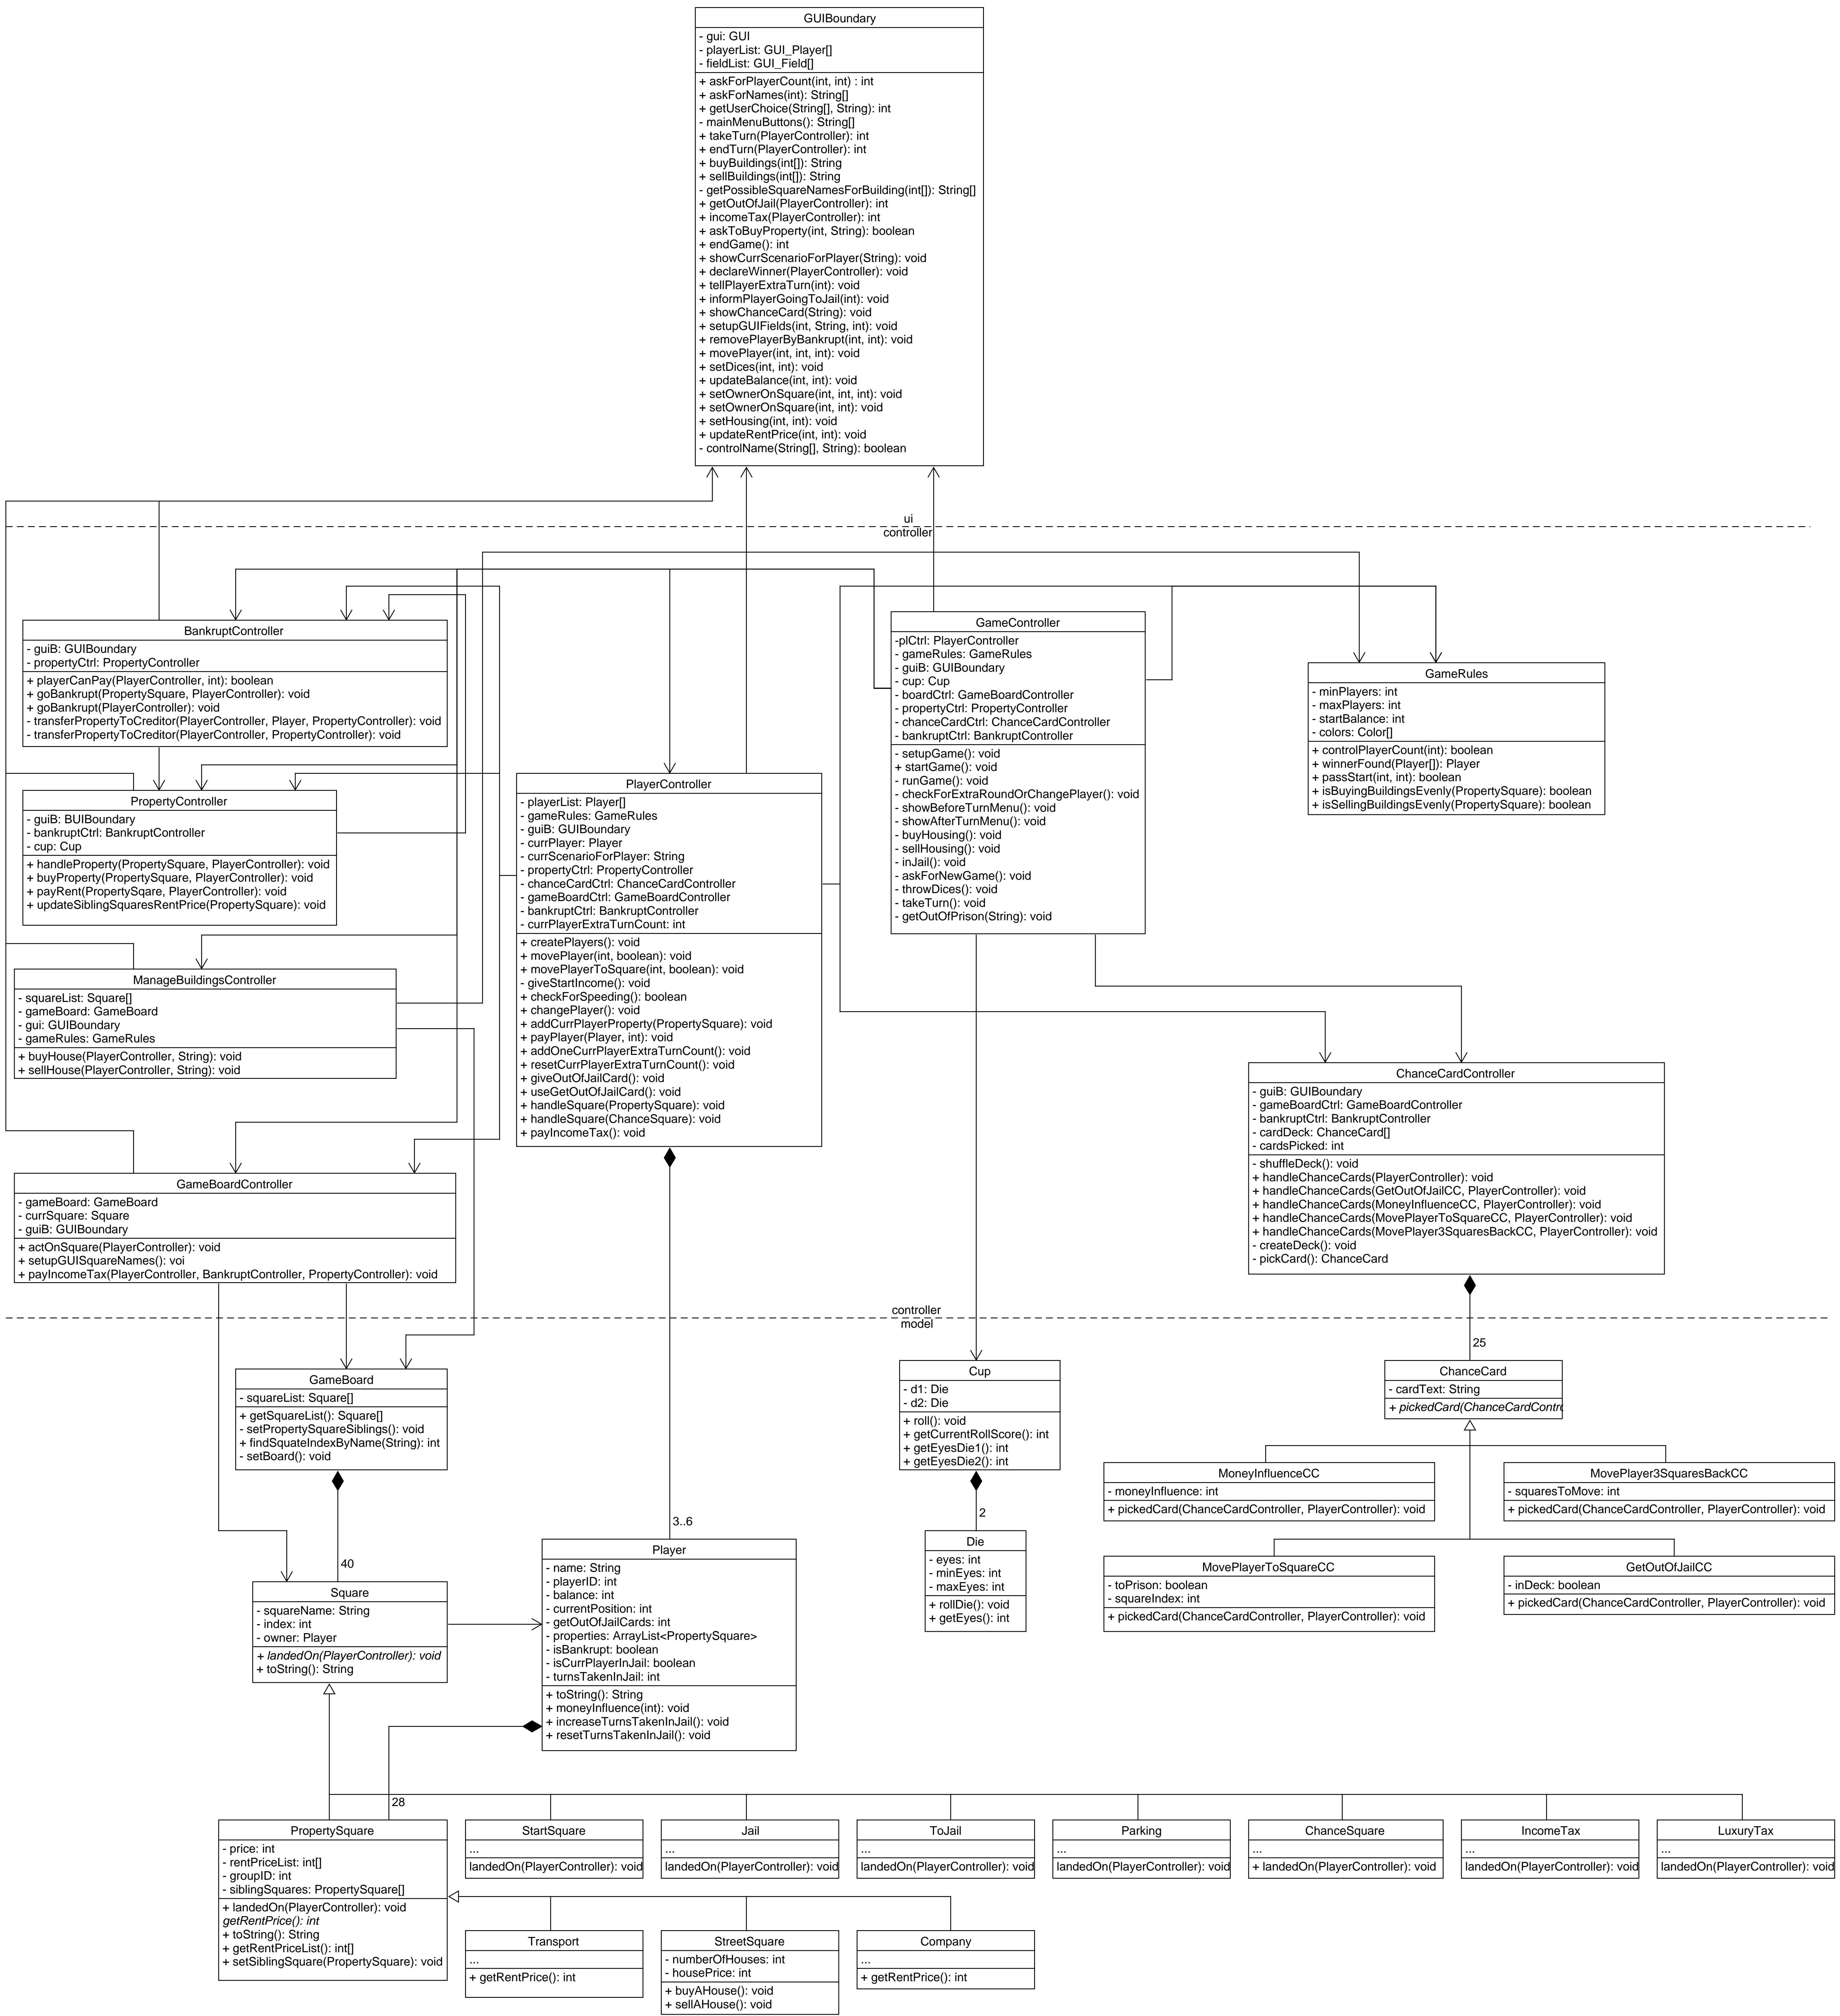 GUIBoundary
- gui: GUI
- playerList: GUI_Player[]
- fieldList: GUI_Field[]
+ askForPlayerCount(int, int) : int
+ askForNames(int): String[]
+ getUserChoice(String[], String): int
- mainMenuButtons(): String[]
+ takeTurn(PlayerController): int
+ endTurn(PlayerController): int
+ buyBuildings(int[]): String
+ sellBuildings(int[]): String
- getPossibleSquareNamesForBuilding(int[]): String[]
+ getOutOfJail(PlayerController): int
+ incomeTax(PlayerController): int
+ askToBuyProperty(int, String): boolean
+ endGame(): int
+ showCurrScenarioForPlayer(String): void
+ declareWinner(PlayerController): void
+ tellPlayerExtraTurn(int): void
+ informPlayerGoingToJail(int): void
+ showChanceCard(String): void
+ setupGUIFields(int, String, int): void
+ removePlayerByBankrupt(int, int): void
+ movePlayer(int, int, int): void
+ setDices(int, int): void
+ updateBalance(int, int): void
+ setOwnerOnSquare(int, int, int): void
+ setOwnerOnSquare(int, int): void
+ setHousing(int, int): void
+ updateRentPrice(int, int): void
- controlName(String[], String): boolean
ui
controller
BankruptController
- guiB: GUIBoundary
- propertyCtrl: PropertyController
+ playerCanPay(PlayerController, int): boolean
+ goBankrupt(PropertySquare, PlayerController): void
+ goBankrupt(PlayerController): void
- transferPropertyToCreditor(PlayerController, Player, PropertyController): void
- transferPropertyToCreditor(PlayerController, PropertyController): void
GameController
-plCtrl: PlayerController
- gameRules: GameRules
- guiB: GUIBoundary
- cup: Cup
- boardCtrl: GameBoardController
- propertyCtrl: PropertyController
- chanceCardCtrl: ChanceCardController
- bankruptCtrl: BankruptController
- setupGame(): void
+ startGame(): void
- runGame(): void
- checkForExtraRoundOrChangePlayer(): void
- showBeforeTurnMenu(): void
- showAfterTurnMenu(): void
- buyHousing(): void
- sellHousing(): void
- inJail(): void
- askForNewGame(): void
- throwDices(): void
- takeTurn(): void
- getOutOfPrison(String): void
GameRules
- minPlayers: int
- maxPlayers: int
- startBalance: int
- colors: Color[]
+ controlPlayerCount(int): boolean
+ winnerFound(Player[]): Player
+ passStart(int, int): boolean
+ isBuyingBuildingsEvenly(PropertySquare): boolean
+ isSellingBuildingsEvenly(PropertySquare): boolean
PropertyController
- guiB: BUIBoundary
- bankruptCtrl: BankruptController
- cup: Cup
+ handleProperty(PropertySquare, PlayerController): void
+ buyProperty(PropertySquare, PlayerController): void
+ payRent(PropertySqare, PlayerController): void
+ updateSiblingSquaresRentPrice(PropertySquare): void
PlayerController
- playerList: Player[]
- gameRules: GameRules
- guiB: GUIBoundary
- currPlayer: Player
- currScenarioForPlayer: String
- propertyCtrl: PropertyController
- chanceCardCtrl: ChanceCardController
- gameBoardCtrl: GameBoardController
- bankruptCtrl: BankruptController
- currPlayerExtraTurnCount: int
+ createPlayers(): void
+ movePlayer(int, boolean): void
+ movePlayerToSquare(int, boolean): void
- giveStartIncome(): void
+ checkForSpeeding(): boolean
+ changePlayer(): void
+ addCurrPlayerProperty(PropertySquare): void
+ payPlayer(Player, int): void
+ addOneCurrPlayerExtraTurnCount(): void
+ resetCurrPlayerExtraTurnCount(): void
+ giveOutOfJailCard(): void
+ useGetOutOfJailCard(): void
+ handleSquare(PropertySquare): void
+ handleSquare(ChanceSquare): void
+ payIncomeTax(): void
ManageBuildingsController
- squareList: Square[]
- gameBoard: GameBoard
- gui: GUIBoundary
- gameRules: GameRules
+ buyHouse(PlayerController, String): void
+ sellHouse(PlayerController, String): void
ChanceCardController
- guiB: GUIBoundary
- gameBoardCtrl: GameBoardController
- bankruptCtrl: BankruptController
- cardDeck: ChanceCard[]
- cardsPicked: int
- shuffleDeck(): void
+ handleChanceCards(PlayerController): void
+ handleChanceCards(GetOutOfJailCC, PlayerController): void
+ handleChanceCards(MoneyInfluenceCC, PlayerController): void
+ handleChanceCards(MovePlayerToSquareCC, PlayerController): void
+ handleChanceCards(MovePlayer3SquaresBackCC, PlayerController): void
- createDeck(): void
- pickCard(): ChanceCard
GameBoardController
- gameBoard: GameBoard
- currSquare: Square
- guiB: GUIBoundary
+ actOnSquare(PlayerController): void
+ setupGUISquareNames(): voi
+ payIncomeTax(PlayerController, BankruptController, PropertyController): void
controller
model
25
GameBoard
- squareList: Square[]
+ getSquareList(): Square[]
- setPropertySquareSiblings(): void
+ findSquateIndexByName(String): int
- setBoard(): void
Cup
- d1: Die
- d2: Die
+ roll(): void
+ getCurrentRollScore(): int
+ getEyesDie1(): int
+ getEyesDie2(): int
ChanceCard
- cardText: String
+ pickedCard(ChanceCardContro
MoneyInfluenceCC
- moneyInfluence: int
+ pickedCard(ChanceCardController, PlayerController): void
MovePlayer3SquaresBackCC
- squaresToMove: int
+ pickedCard(ChanceCardController, PlayerController): void
2
3..6
40
Die
- eyes: int
- minEyes: int
- maxEyes: int
+ rollDie(): void
+ getEyes(): int
MovePlayerToSquareCC
- toPrison: boolean
- squareIndex: int
+ pickedCard(ChanceCardController, PlayerController): void
GetOutOfJailCC
- inDeck: boolean
+ pickedCard(ChanceCardController, PlayerController): void
Square
- squareName: String
- index: int
- owner: Player
+ landedOn(PlayerController): void
+ toString(): String
Player
- name: String
- playerID: int
- balance: int
- currentPosition: int
- getOutOfJailCards: int
- properties: ArrayList<PropertySquare>
- isBankrupt: boolean
- isCurrPlayerInJail: boolean
- turnsTakenInJail: int
+ toString(): String
+ moneyInfluence(int): void
+ increaseTurnsTakenInJail(): void
+ resetTurnsTakenInJail(): void
28
PropertySquare
- price: int
- rentPriceList: int[]
- groupID: int
- siblingSquares: PropertySquare[]
+ landedOn(PlayerController): void
getRentPrice(): int
+ toString(): String
+ getRentPriceList(): int[]
+ setSiblingSquare(PropertySquare): void
StartSquare
...
landedOn(PlayerController): void
Jail
...
landedOn(PlayerController): void
ToJail
...
landedOn(PlayerController): void
Parking
...
landedOn(PlayerController): void
ChanceSquare
...
+ landedOn(PlayerController): void
IncomeTax
...
landedOn(PlayerController): void
LuxuryTax
...
landedOn(PlayerController): void
Transport
...
+ getRentPrice(): int
StreetSquare
- numberOfHouses: int
- housePrice: int
+ buyAHouse(): void
+ sellAHouse(): void
Company
...
+ getRentPrice(): int